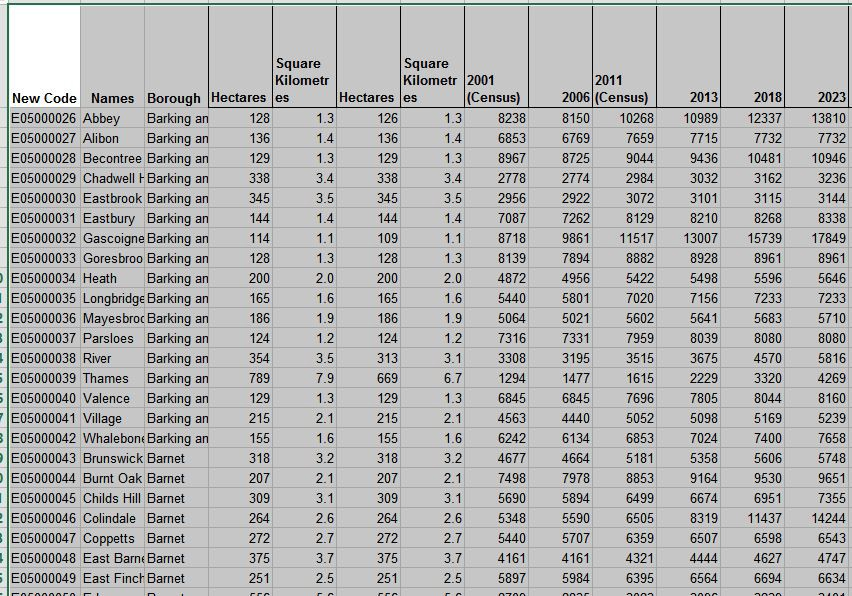 Square Square
Kilometr Kilometr 2001 2011
New Code Names Borough Hectares es Hectares es (Census) 2006 (Census) 2013 2018 2023
E05000026 Abbey Barking an 128 1.3 126 1.3 8238 8150 10268 10989 12337 13810
E05000027 Alibon Barking an 136 1.4 136 1.4 6853 6769 7659 7715 7732 7732
E05000028 Becontree Barking an 129 1.3 129 1.3 8967 8725 9044 9436 10481 10946
E05000029 Chadwell H Barking an 338 3.4 338 3.4 2778 2774 2984 3032 3162 3236
E05000030 Eastbrook Barking an 345 3.5 345 3.5 2956 2922 3072 3101 3115 3144
E05000031 Eastbury Barking an 144 1.4 144 1.4 7087 7262 8129 8210 8268 8338
E05000032 Gascoigne Barking an 114 1.1 109 1.1 8718 9861 11517 13007 15739 17849
E05000033 Goresbroo Barking an 128 1.3 128 1.3 8139 7894 8882 8928 8961 8961
E05000034 Heath Barking an 200 2.0 200 2.0 4872 4956 5422 5498 5596 5646
E05000035 Longbridge Barking an 165 1.6 165 1.6 5440 5801 7020 7156 7233 7233
E05000036 Mayesbroo Barking an 186 1.9 186 1.9 5064 5021 5602 5641 5683 5710
E05000037 Parsloes Barking an 124 1.2 124 1.2 7316 7331 7959 8039 8080 8080
E05000038 River Barking an 354 3.5 313 3.1 3308 3195 3515 3675 4570 5816
E05000039 Thames Barking an 789 7.9 669 6.7 1294 1477 1615 2229 3320 4269
E05000040 Valence Barking an 129 1.3 129 1.3 6845 6845 7696 7805 8044 8160
E05000041 Village Barking an 215 2.1 215 2.1 4563 4440 5052 5098 5169 5239
E05000042 Whalebone Barking an 155 1.6 155 1.6 6242 6134 6853 7024 7400 7658
E05000043 Brunswick Barnet 318 3.2 318 3.2 4677 4664 5181 5358 5606 5748
E05000044 Burnt Oak Barnet 207 2.1 207 2.1 7498 7978 8853 9164 9530 9651
E05000045 Childs Hill Barnet 309 3.1 309 3.1 5690 5894 6499 6674 6951 7355
E05000046 Colindale Barnet 264 2.6 264 2.6 5348 5590 6505 8319 11437 14244
E05000047 Coppetts Barnet 272 2.7 272 2.7 5440 5707 6359 6507 6598 6543
E05000048 East Barne Barnet 375 3.7 375 3.7 4161 4161 4321 4444 4627 4747
E05000049 East Finch Barnet 251 2.5 251 2.5 5897 5984 6395 6564 6694 6634